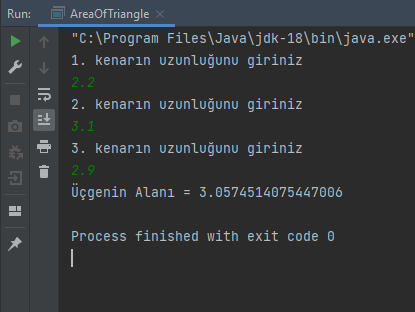 Run: AreaOfTriangle
"C:\Program Files\Java\jdk-18\bin\java.exe"
1. kenarın uzunluğunu giriniz
2.2
2. kenarın uzunluğunu giriniz
3.1
3. kenarın uzunluğunu giriniz
2.9
Üçgenin Alanı = 3.0574514075447006
Process finished with exit code 0